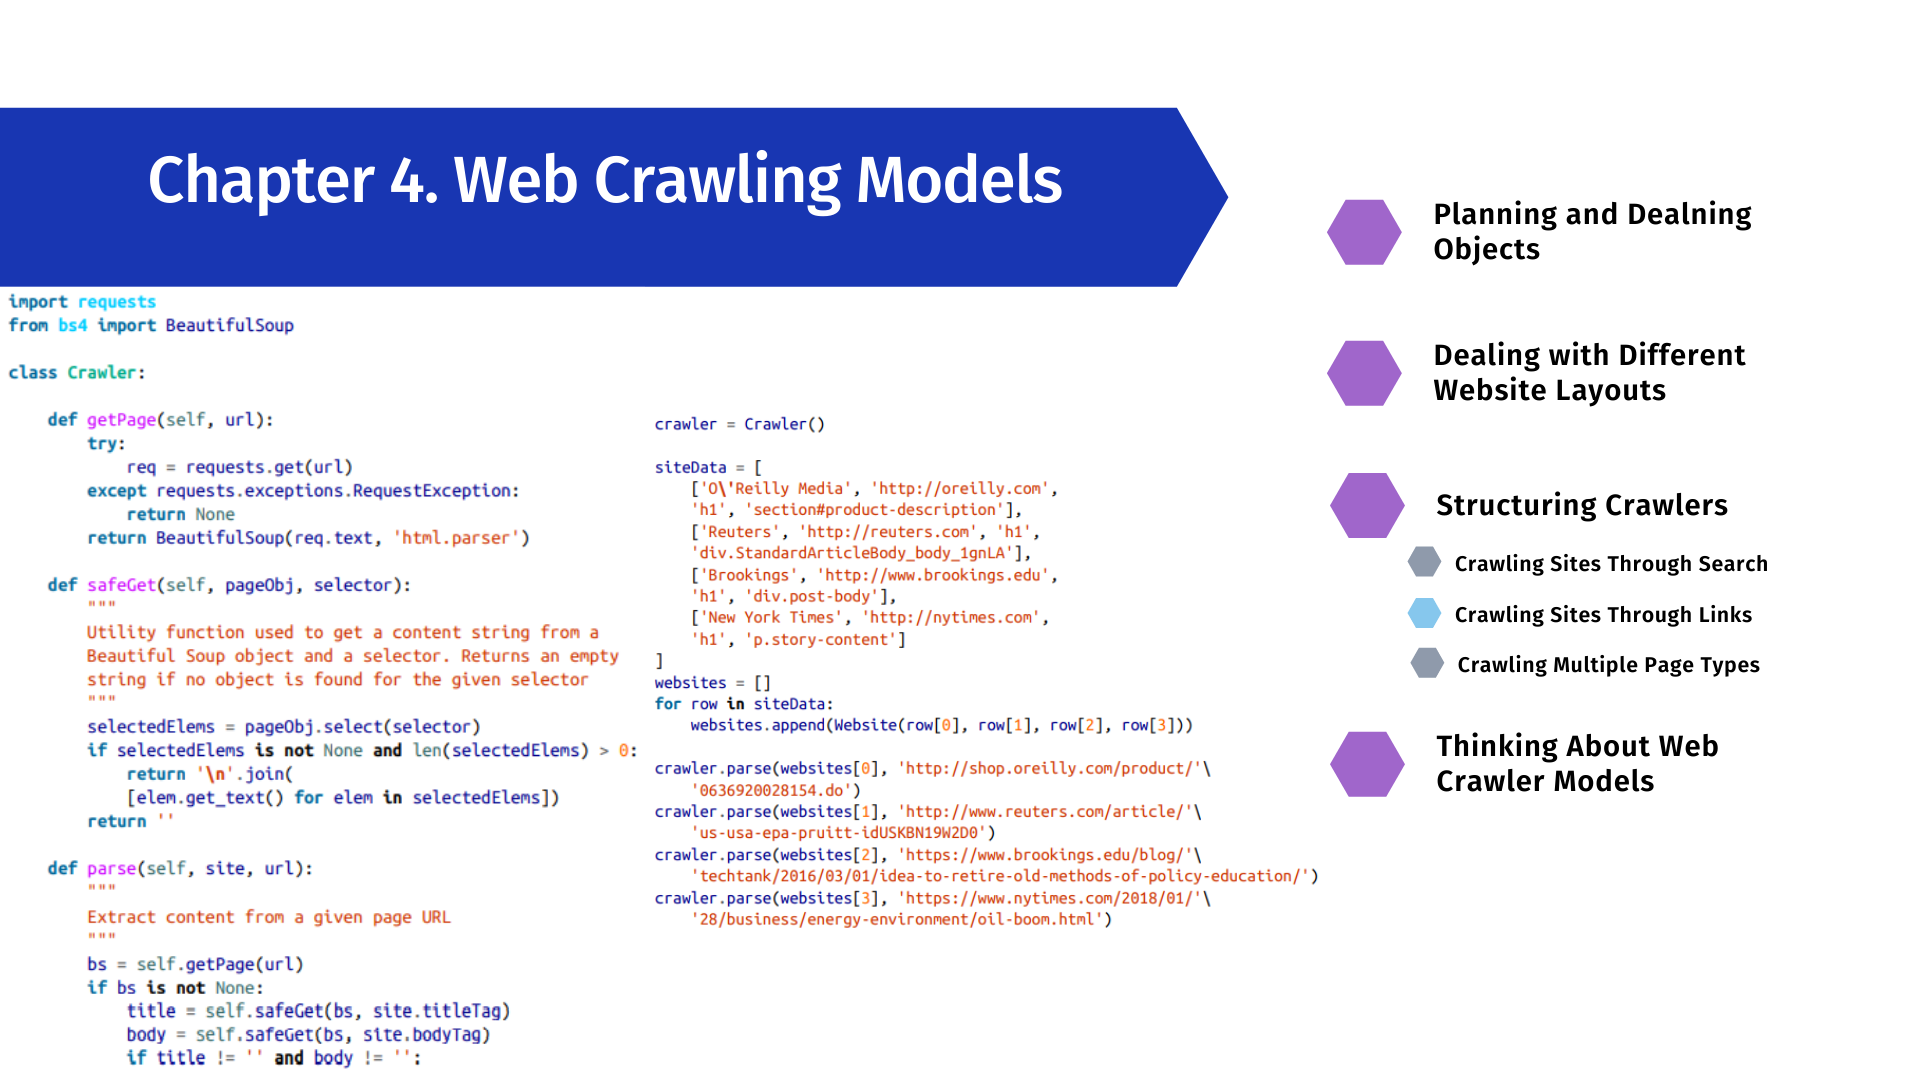 Chapter 4. Web Crawling Models
import requests
from bs4 import BeautifulSoup
class Crawler:
def getPage(self, url):
try:
req = requests.get(url)
except requests.exceptions.RequestException:
return None
return BeautifulSoup(req.text, 'html.parser')
def safeGet(self, pageObj, selector):
"""
Utility function used to get a content string from a
Beautiful Soup object and a selector. Returns an empty
string if no object is found for the given selector
"""
selectedElems = pageObj.select(selector)
if selectedElems is not None and len(selectedElems) > 0:
return '\n'.join(
[elem.get_text() for elem in selectedElems])
return ''
def parse(self, site, url):
"""
Extract content from a given page URL
"""
bs = self.getPage(url)
if bs is not None:
title = self.safeGet(bs, site.titleTag)
body = self.safeGet(bs, site.bodyTag)
if title != '' and body != '':
crawler = Crawler()
siteData = [
['O\'Reilly Media', 'http://oreilly.com',
'h1', 'section#product-description'],
['Reuters', 'http://reuters.com', 'h1',
'div.StandardArticleBody_body_1gnLA'],
['Brookings', 'http://www.brookings.edu',
'h1', 'div.post-body'],
['New York Times', 'http://nytimes.com',
'h1', 'p.story-content']
]
websites = []
for row in siteData:
websites.append(Website(row[0], row[1], row[2], row[3]))
crawler.parse(websites[0], 'http://shop.oreilly.com/product/'\
'0636920028154.do')
crawler.parse(websites[1], 'http://www.reuters.com/article/'\
'us-usa-epa-pruitt-idUSKBN19W2D0')
crawler.parse(websites[2], 'https://www.brookings.edu/blog/'\
'techtank/2016/03/01/idea-to-retire-old-methods-of-policy-education/')
crawler.parse(websites[3], 'https://www.nytimes.com/2018/01/'\
'28/business/energy-environment/oil-boom.html')
Planning and Dealning
Objects
Dealing with Different
Website Layouts
Structuring Crawlers
Crawling Sites Through Search
Crawling Sites Through Links
Crawling Multiple Page Types
Thinking About Web
Crawler Models